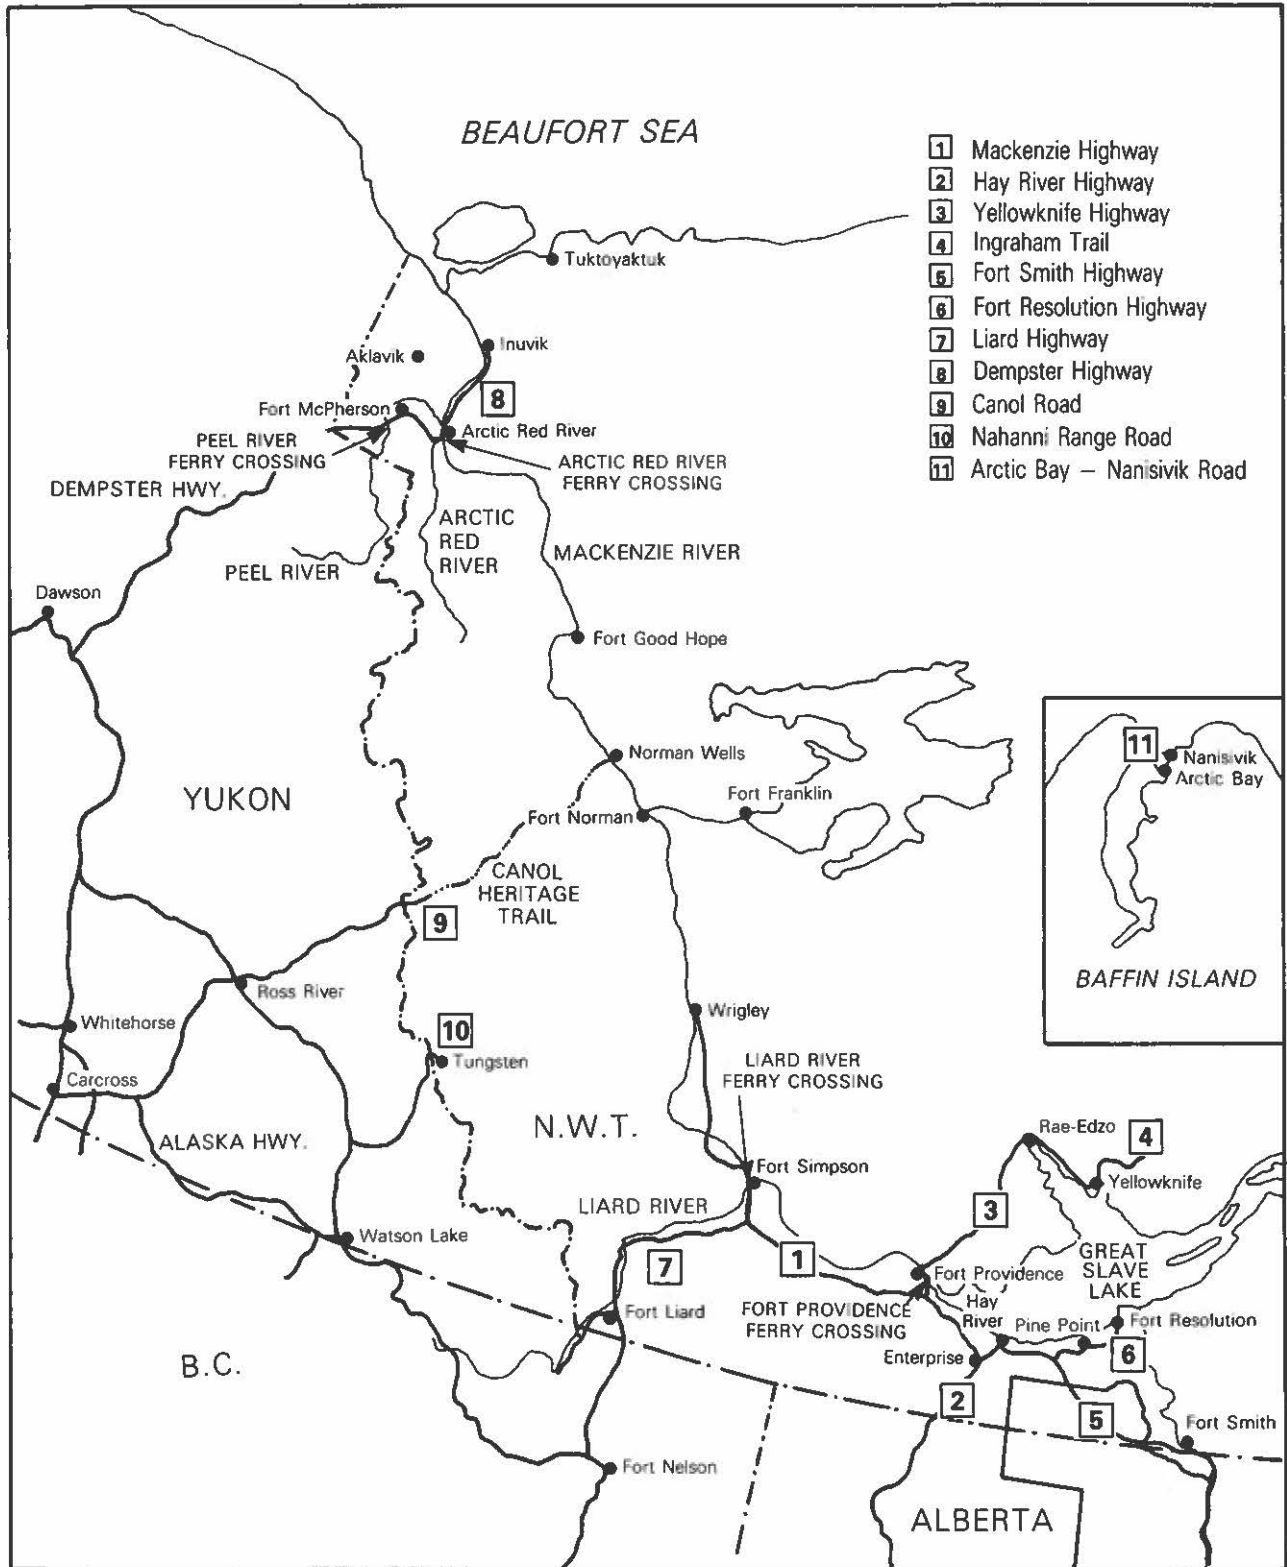 BEAUFORT SEA
1 Mackenzie Highway
2 Hay River Highway
3 Yellowknife Highway
4 Ingraham Trail
5 Fort Smith Highway
6 Fort Resolution Highway
7 Liard Highway
8 Dempster Highway
9 Canol Road
10 Nahanni Range Road
11 Arctic Bay – Nanisivik Road
Tuktoyaktuk
Inuvik
Aklavik
8
Fort McPherson
Arctic Red River
PEEL RIVER
FERRY CROSSING
ARCTIC RED RIVER
FERRY CROSSING
DEMPSTER HWY.
ARCTIC
RED
RIVER
MACKENZIE RIVER
PEEL RIVER
Dawson
Fort Good Hope
Norman Wells
YUKON
Fort Franklin
Fort Norman
CANOL
HERITAGE
TRAIL
9
11
Nanisivik
Arctic Bay
BAFFIN ISLAND
Ross River
Wrigley
Whitehorse
10
Tungsten
Carcross
LIARD RIVER
FERRY CROSSING
N.W.T.
ALASKA HWY.
Rae-Edzo
4
Fort Simpson
Yellowknife
LIARD RIVER
3
Watson Lake
7
1
GREAT
SLAVE
LAKE
Fort Providence
FORT PROVIDENCE
FERRY CROSSING
Hay
River
Pine Point
Fort Resolution
Fort Liard
Enterprise
6
B.C.
2
5
Fort Smith
Fort Nelson
ALBERTA